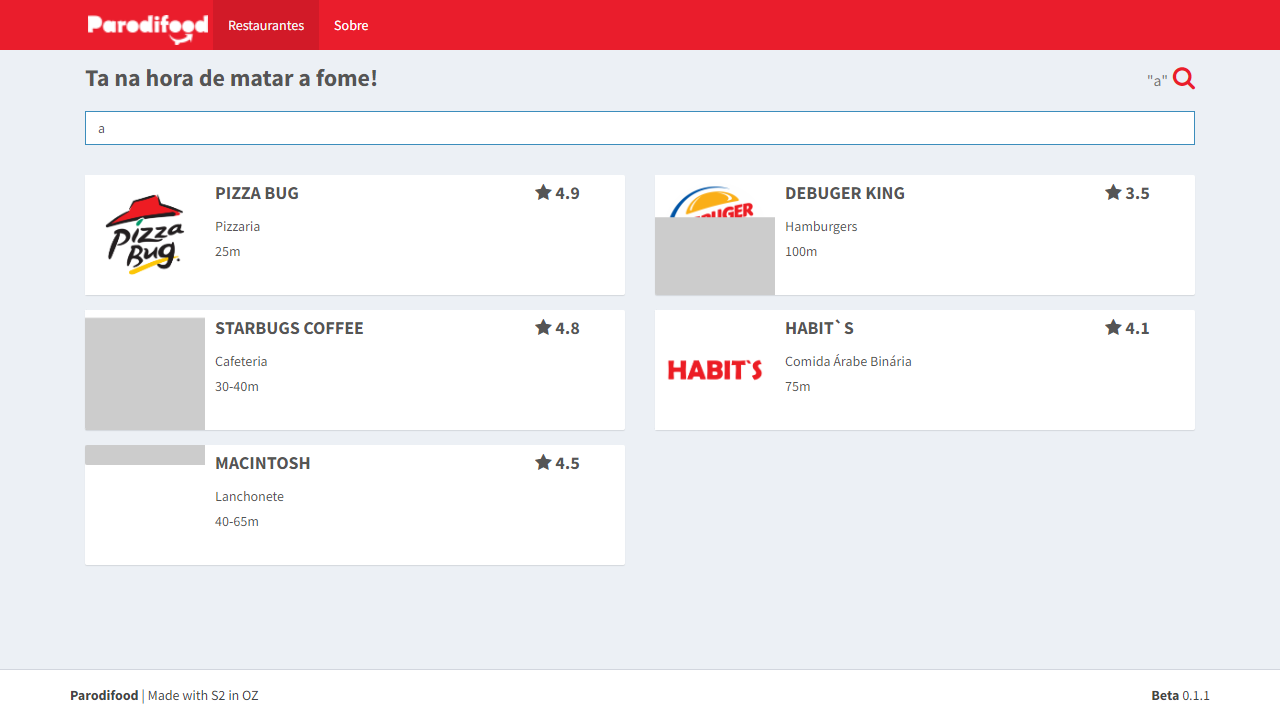 Parodifood Restaurantes Sobre
Ta na hora de matar a fome!
"a"
a
Pizza Bug.
PIZZA BUG
4.9
Pizzaria
25m
DEBUGER KING
3.5
Hamburgers
100m
STARBUGS COFFEE
4.8
Cafeteria
30-40m
HABIT`S
HABIT`S
4.1
Comida Árabe Binária
75m
MACINTOSH
4.5
Lanchonete
40-65m
Parodifood | Made with S2 in OZ
Beta 0.1.1